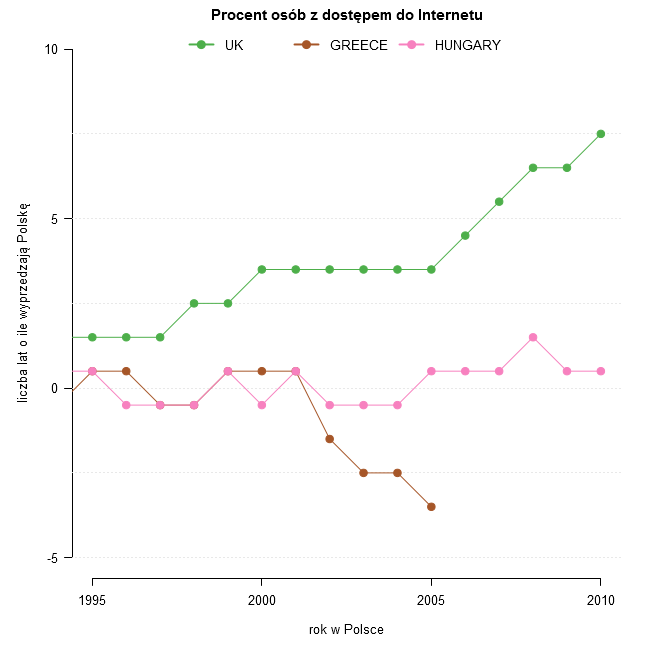 Procent osób z dostępem do Internetu
UK GREECE HUNGARY
10
5
0
-5
liczba lat o ile wyprzedzają Polskę
1995 2000 2005 2010
rok w Polsce